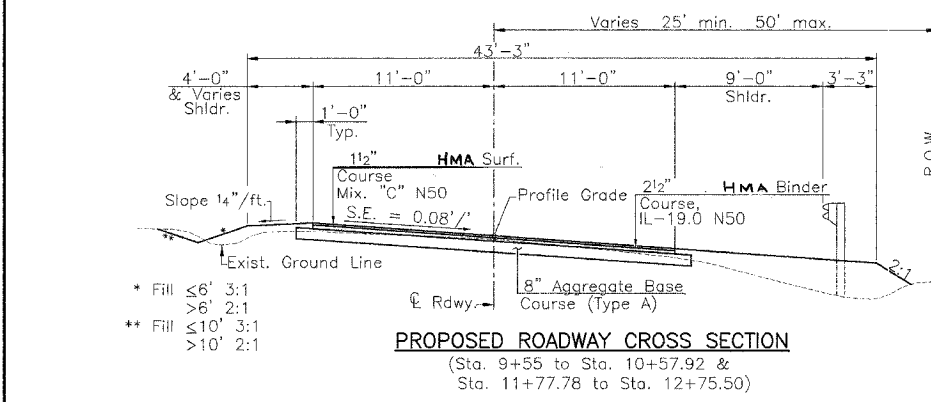 Varies 25' min. 50' max.
43'-3"
4'-0"
& Varies
Shldr.
11'-0"
11'-0"
9'-0"
Shldr.
3'-3"
1'-0"
Typ.
R.O.W.
1 1/2" HMA Surf.
Course
Mix. "C" N50
2 1/2" HMA Binder
Course,
IL-19.0 N50
Slope 1/4"/ft.
S.E. = 0.08'/'
Profile Grade
*
**
2:1
Exist. Ground Line
8" Aggregate Base
Course (Type A)
℄ Rdwy.
* Fill ≤6' 3:1
>6' 2:1
** Fill ≤10' 3:1
>10' 2:1
PROPOSED ROADWAY CROSS SECTION
(Sta. 9+55 to Sta. 10+57.92 &
Sta. 11+77.78 to Sta. 12+75.50)